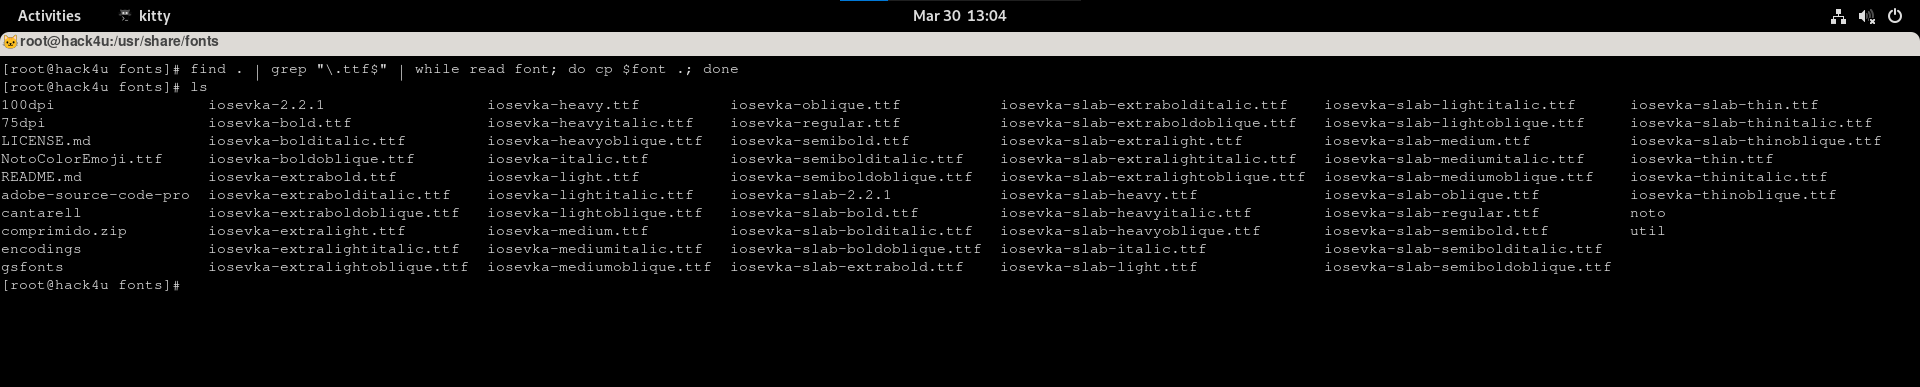 Activities kitty Mar 30 13:04
root@hack4u:/usr/share/fonts
[root@hack4u fonts]# find . | grep "\.ttf$" | while read font; do cp $font .; done
[root@hack4u fonts]# ls
100dpi iosevka-2.2.1 iosevka-heavy.ttf iosevka-oblique.ttf iosevka-slab-extrabolditalic.ttf iosevka-slab-lightitalic.ttf iosevka-slab-thin.ttf
75dpi iosevka-bold.ttf iosevka-heavyitalic.ttf iosevka-regular.ttf iosevka-slab-extraboldoblique.ttf iosevka-slab-lightoblique.ttf iosevka-slab-thinitalic.ttf
LICENSE.md iosevka-bolditalic.ttf iosevka-heavyoblique.ttf iosevka-semibold.ttf iosevka-slab-extralight.ttf iosevka-slab-medium.ttf iosevka-slab-thinoblique.ttf
NotoColorEmoji.ttf iosevka-boldoblique.ttf iosevka-italic.ttf iosevka-semibolditalic.ttf iosevka-slab-extralightitalic.ttf iosevka-slab-mediumitalic.ttf iosevka-thin.ttf
README.md iosevka-extrabold.ttf iosevka-light.ttf iosevka-semiboldoblique.ttf iosevka-slab-extralightoblique.ttf iosevka-slab-mediumoblique.ttf iosevka-thinitalic.ttf
adobe-source-code-pro iosevka-extrabolditalic.ttf iosevka-lightitalic.ttf iosevka-slab-2.2.1 iosevka-slab-heavy.ttf iosevka-slab-oblique.ttf iosevka-thinoblique.ttf
cantarell iosevka-extraboldoblique.ttf iosevka-lightoblique.ttf iosevka-slab-bold.ttf iosevka-slab-heavyitalic.ttf iosevka-slab-regular.ttf noto
comprimido.zip iosevka-extralight.ttf iosevka-medium.ttf iosevka-slab-bolditalic.ttf iosevka-slab-heavyoblique.ttf iosevka-slab-semibold.ttf util
encodings iosevka-extralightitalic.ttf iosevka-mediumitalic.ttf iosevka-slab-boldoblique.ttf iosevka-slab-italic.ttf iosevka-slab-semibolditalic.ttf
gsfonts iosevka-extralightoblique.ttf iosevka-mediumoblique.ttf iosevka-slab-extrabold.ttf iosevka-slab-light.ttf iosevka-slab-semiboldoblique.ttf
[root@hack4u fonts]#